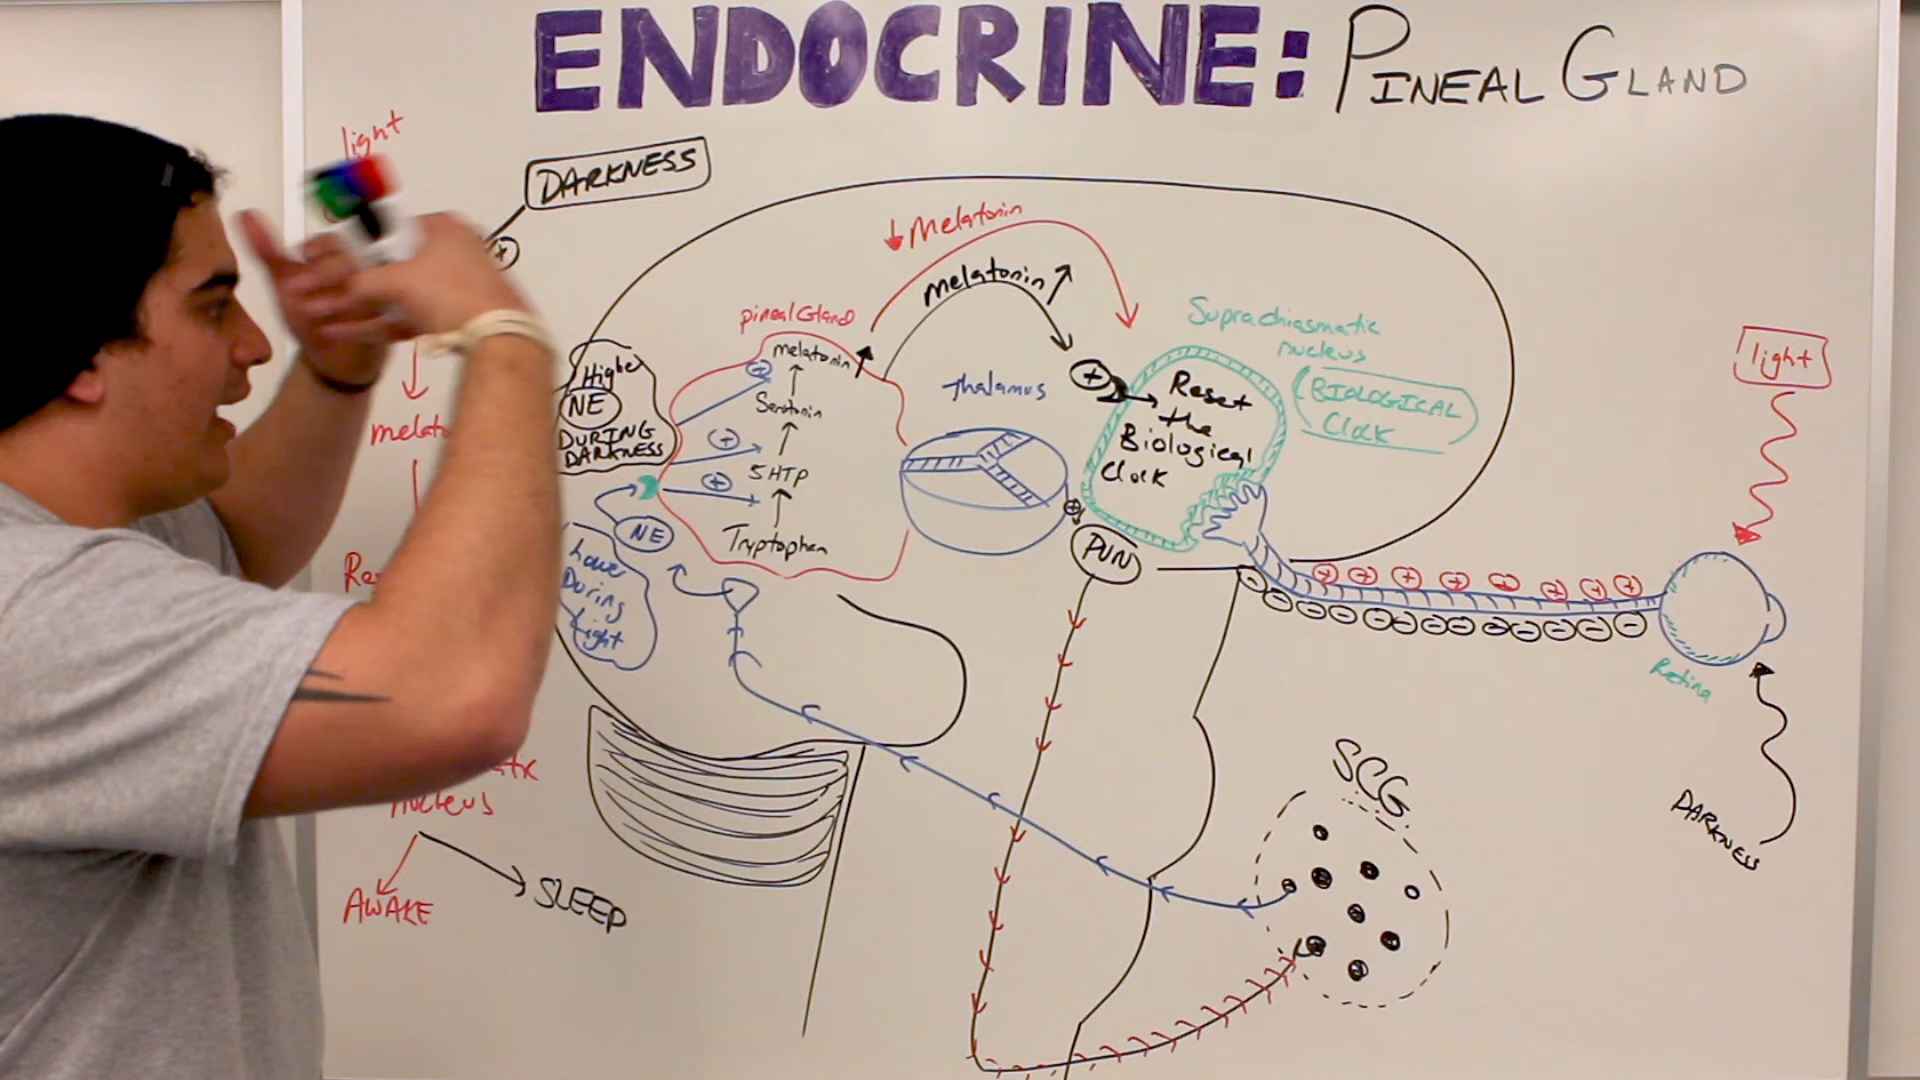 ENDOCRINE: PINEAL GLAND
light
DARKNESS
+
↓ Melatonin
melatonin ↑
pineal Gland
melatonin ↑
Serotonin
5HTP
Tryptophan
+
+
+
Higher
NE
DURING
DARKNESS
NE
Lower
During
Light
thalamus
+
Suprachiasmatic
nucleus
(BIOLOGICAL
Clock
Reset
the
Biological
Clock
+
PVN
+ + + + + + + +
- - - - - - - - - - - - -
light
Retina
DARKNESS
SCG
nucleus
AWAKE
SLEEP